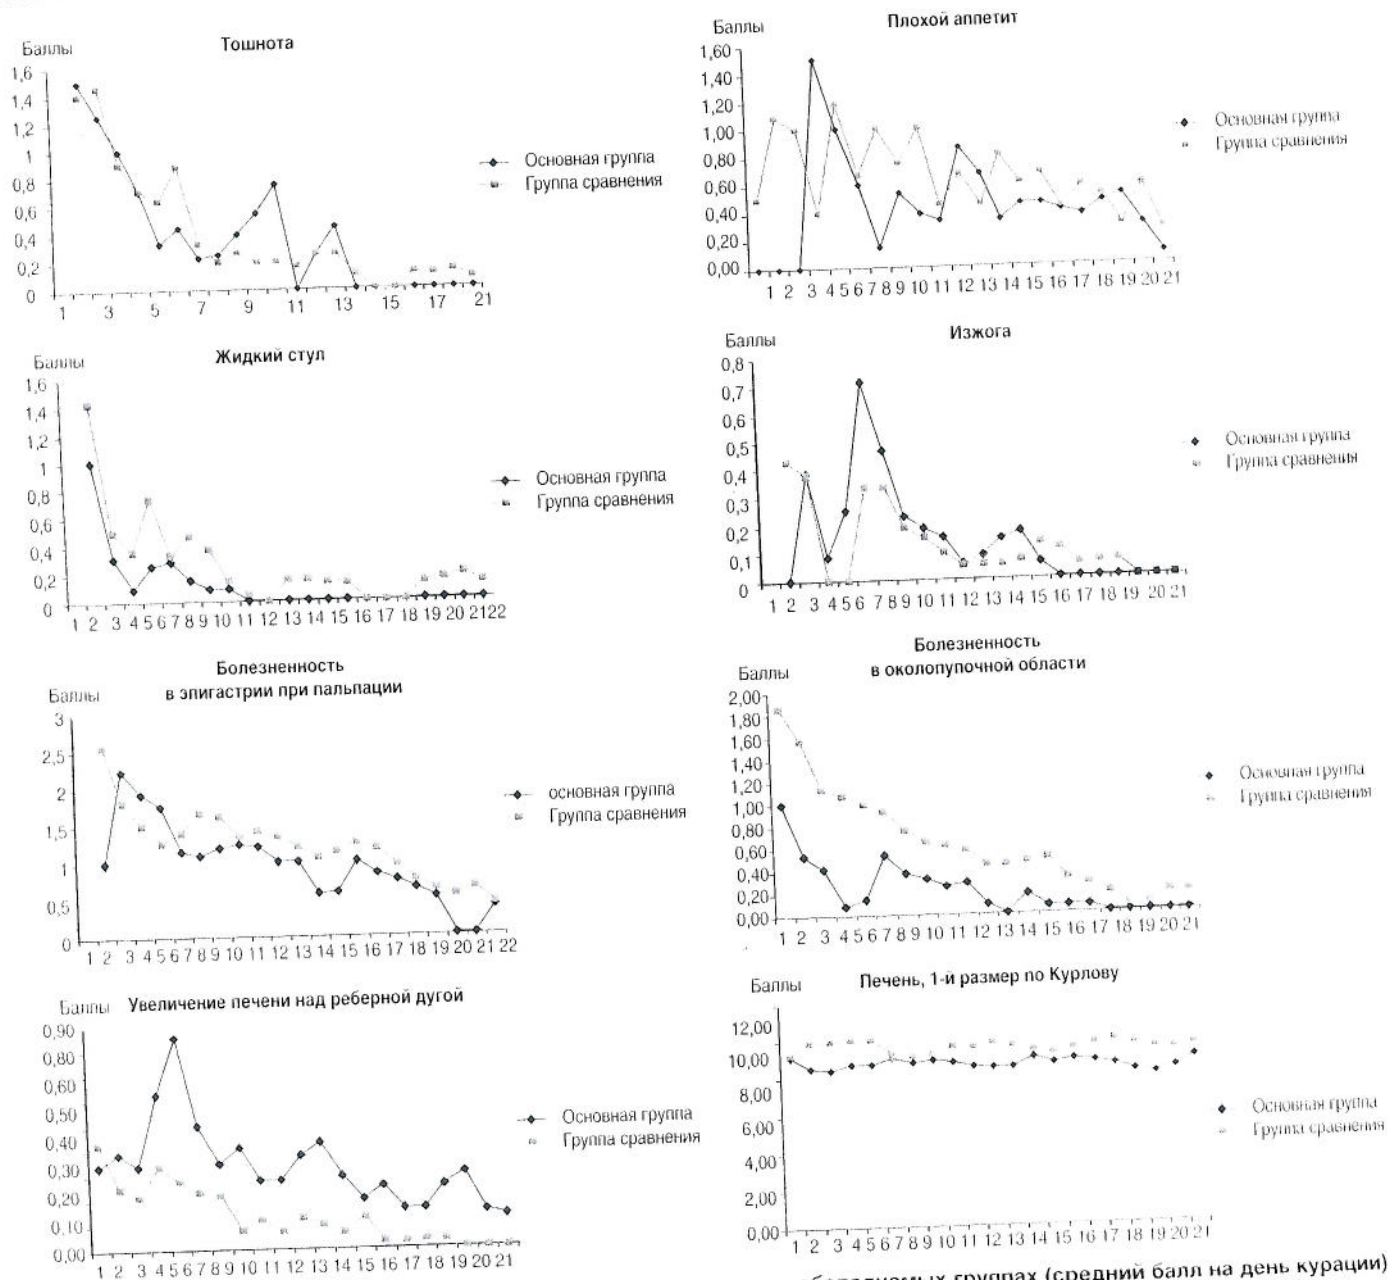 Тошнота
Баллы
1,6
1,4
1,2
1
0,8
0,6
0,4
0,2
0
1 3 5 7 9 11 13 15 17 21
Основная группа
Группа сравнения
Плохой аппетит
Баллы
1,60
1,40
1,20
1,00
0,80
0,60
0,40
0,20
0,00
1 2 3 4 5 6 7 8 9 10 11 12 13 14 15 16 17 18 19 20 21
Основная группа
Группа сравнения
Жидкий стул
Баллы
1,6
1,4
1,2
1
0,8
0,6
0,4
0,2
0
1 2 3 4 5 6 7 8 9 10 11 12 13 14 15 16 18 19 20 21 22
Основная группа
Группа сравнения
Изжога
Баллы
0,8
0,7
0,6
0,5
0,4
0,3
0,2
0,1
0
1 2 3 4 5 6 7 8 9 10 11 12 13 14 15 16 17 18 19 20 21
Основная группа
Группа сравнения
Болезненность
в эпигастрии при пальпации
Баллы
3
2,5
2
1,5
1
0,5
0
1 2 3 4 5 6 7 8 9 10 11 12 13 14 15 16 17 18 19 20 21 22
основная группа
Группа сравнения
Болезненность
в околопупочной области
Баллы
2,00
1,80
1,60
1,40
1,20
1,00
0,80
0,60
0,40
0,20
0,00
1 2 3 4 5 6 7 8 9 10 11 12 13 14 15 16 17 18 19 20 21
Основная группа
Группа сравнения
Баллы Увеличение печени над реберной дугой
0,90
0,80
0,60
0,50
0,40
0,30
0,20
0,10
0,00
1 2 3 4 5 6 7 8 9 10 11 12 13 14 15 16 17 18 19 20 21
Основная группа
Группа сравнения
Баллы Печень, 1-й размер по Курлову
12,00
10,00
8,00
6,00
4,00
2,00
0,00
1 2 3 4 5 6 7 8 9 10 11 12 13 14 15 16 17 18 19 20 21
Основная группа
Группа сравнения
группах (средний балл на день курации)